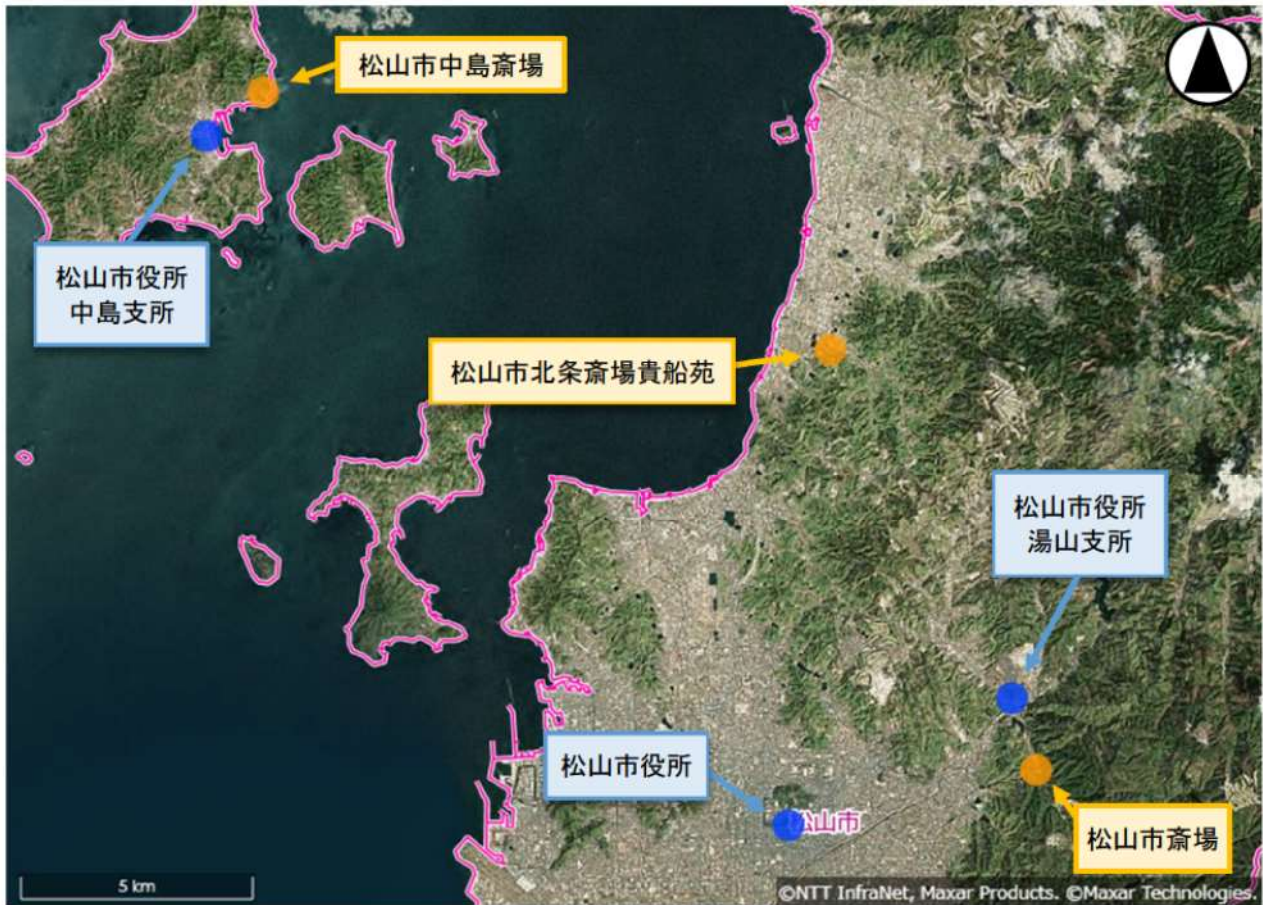 松山市中島斎場
松山市役所
中島支所
松山市北条斎場貴船苑
松山市役所
湯山支所
松山市役所
松山市
松山市斎場
5 km
©NTT InfraNet, Maxar Products. ©Maxar Technologies.